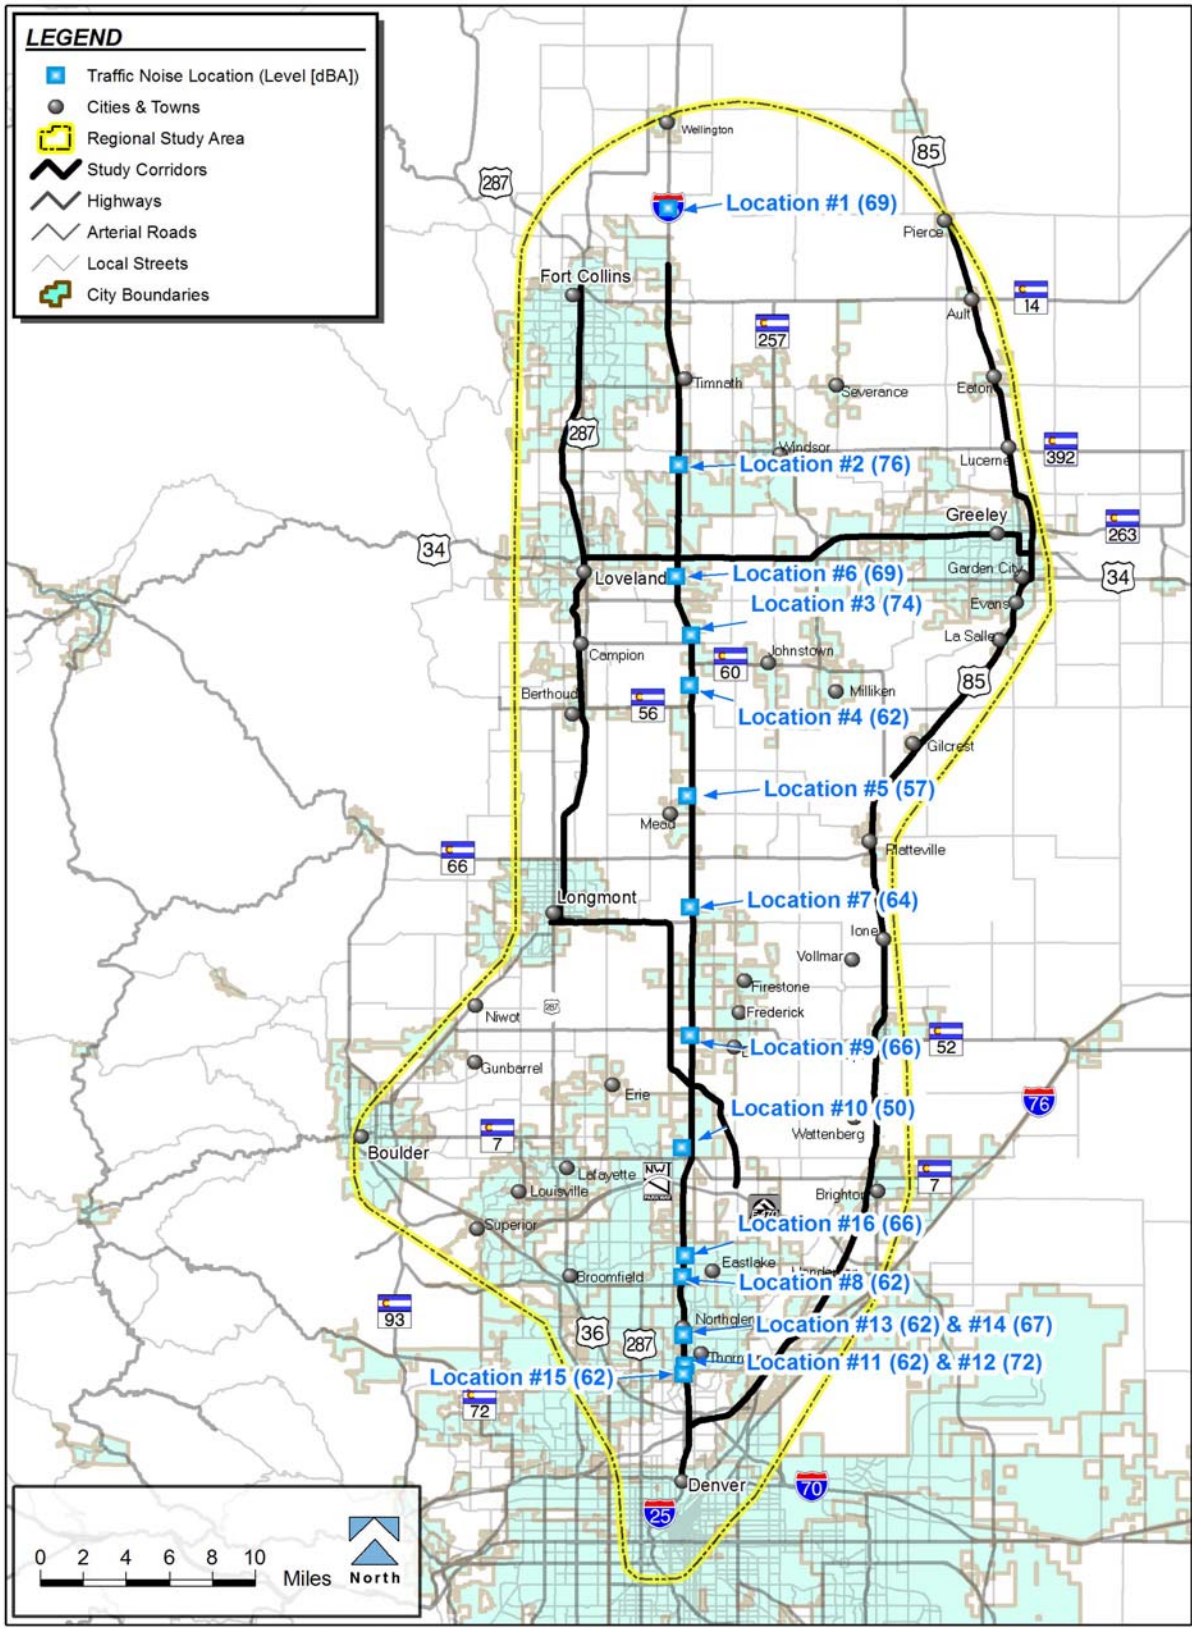 LEGEND
Traffic Noise Location (Level [dBA])
Cities & Towns
Regional Study Area
Study Corridors
Highways
Arterial Roads
Local Streets
City Boundaries
Wellington
85
287
Location #1 (69)
Pierce
Fort Collins
14
Ault
257
Timnath
Severance
Eaton
287
Windsor
Lucerne
392
Location #2 (76)
Greeley
263
34
Loveland
Location #6 (69)
Garden City
34
Location #3 (74)
Evans
La Salle
Campion
60
Johnstown
85
Berthoud
56
Milliken
Location #4 (62)
Gilcrest
Location #5 (57)
Mead
66
Platteville
Longmont
Location #7 (64)
Ione
Vollmar
Firestone
Niwot
287
Frederick
52
Location #9 (66)
Gunbarrel
Erie
76
Location #10 (50)
7
Wattenberg
Boulder
Lafayette
NW
PARKWAY
7
Louisville
Brighton
E-470
Superior
Location #16 (66)
Eastlake
Broomfield
Location #8 (62)
93
36
287
Location #13 (62) & #14 (67)
Location #11 (62) & #12 (72)
Location #15 (62)
72
Denver
70
25
0 2 4 6 8 10
Miles
North